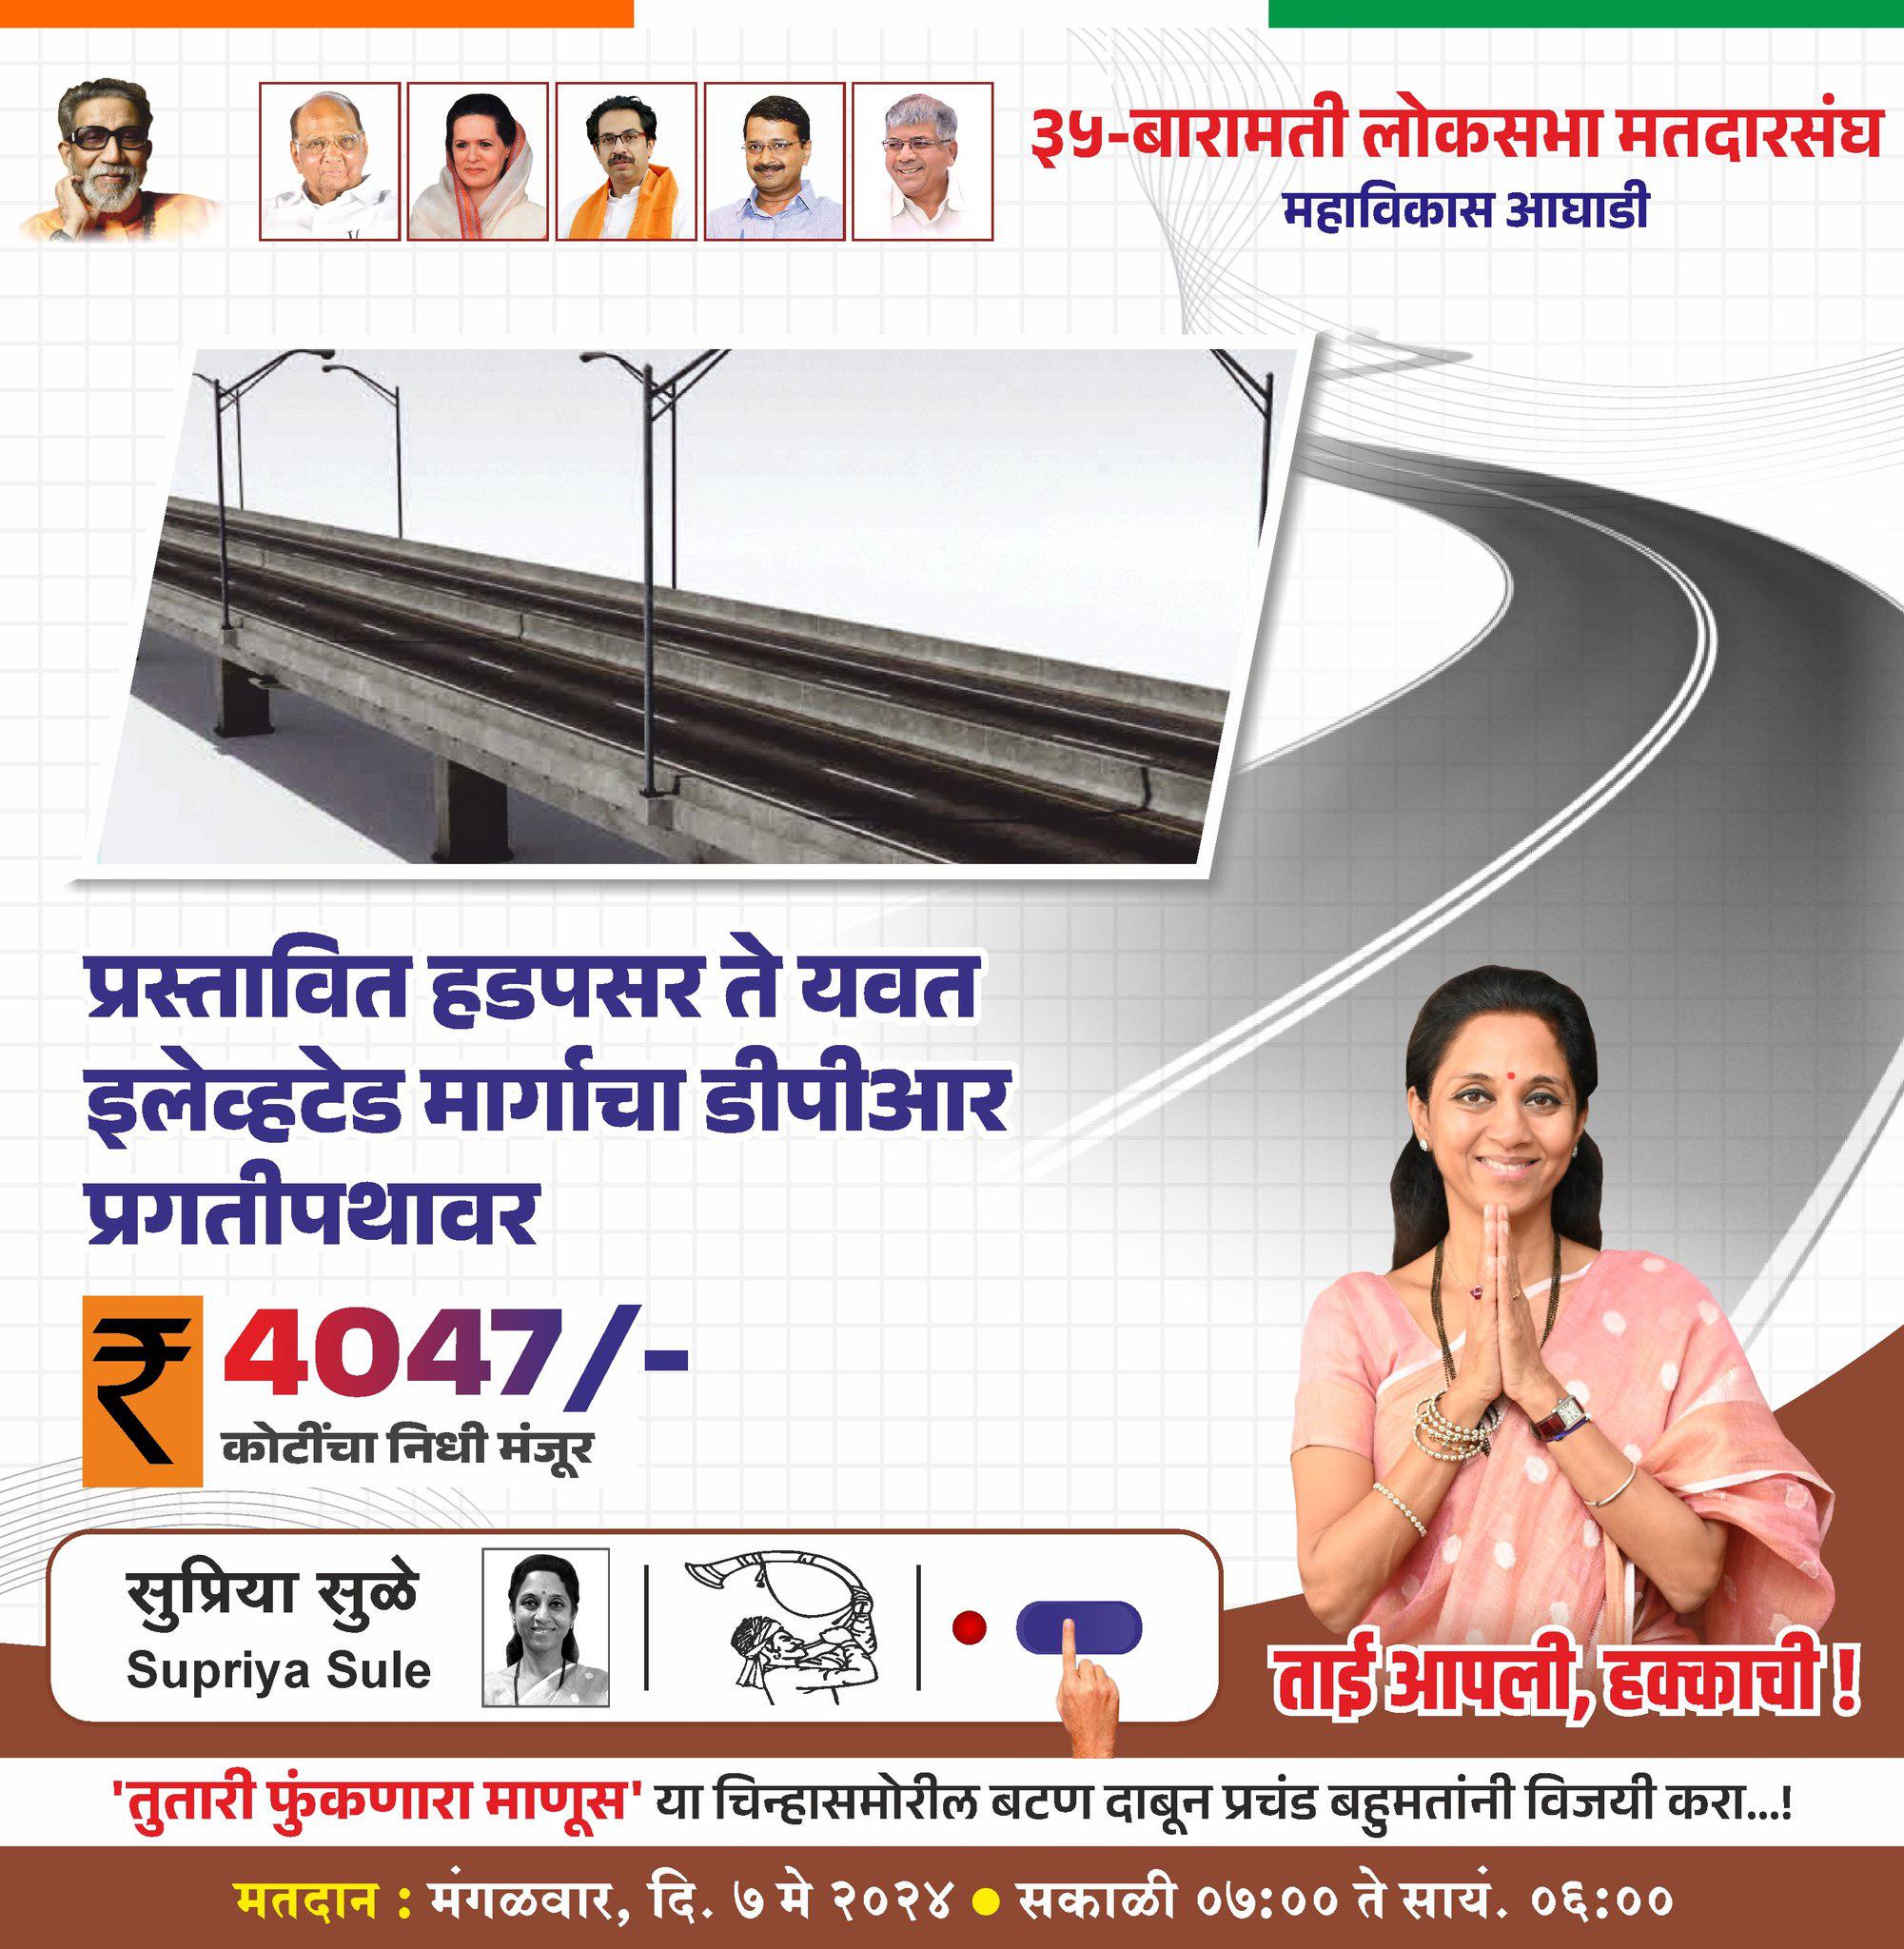 ३५-बारामती लोकसभा मतदारसंघ
महाविकास आघाडी
प्रस्तावित हडपसर ते यवत
इलेव्हटेड मार्गाचा डीपीआर
प्रगतीपथावर
₹ 4047/-
कोटींचा निधी मंजूर
सुप्रिया सुळे
Supriya Sule
ताई आपली, हक्काची !
'तुतारी फुंकणारा माणूस' या चिन्हासमोरील बटण दाबून प्रचंड बहुमतांनी विजयी करा...!
मतदान : मंगळवार, दि. ७ मे २०२४ ● सकाळी ०७:०० ते सायं. ०६:००